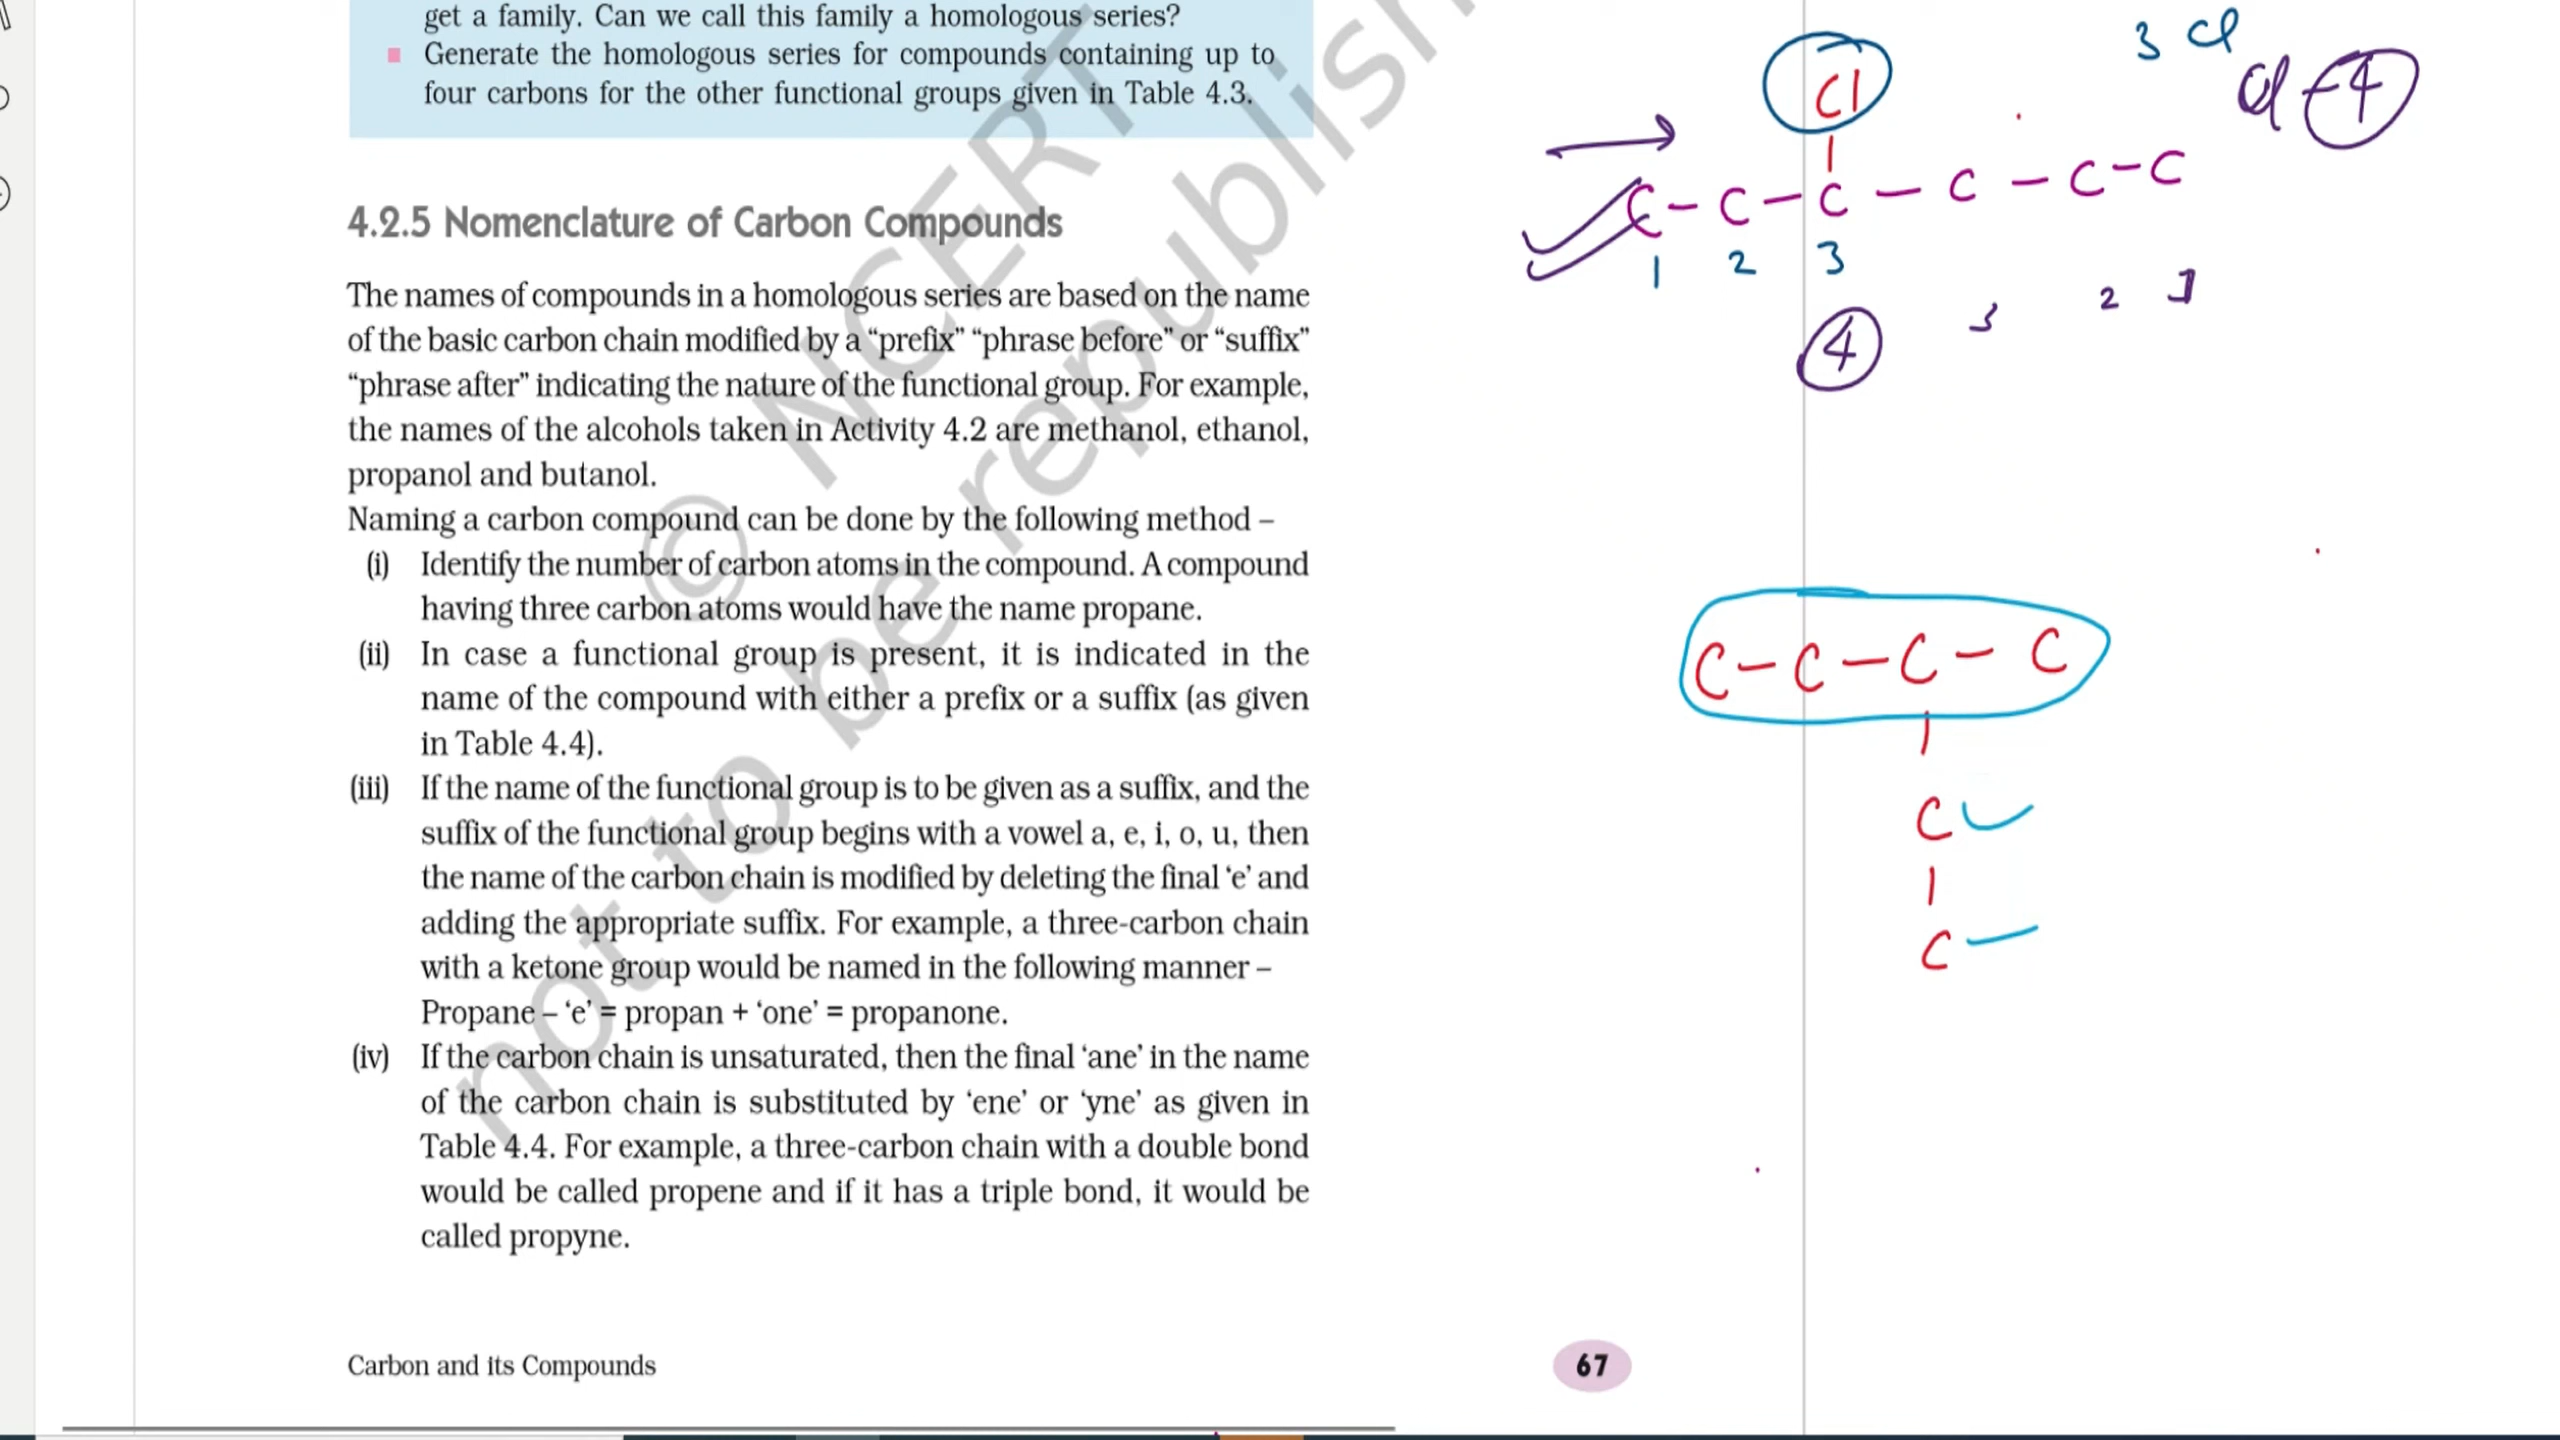 get a family. Can we call this family a homologous series?
Generate the homologous series for compounds containing up to
four carbons for the other functional groups given in Table 4.3.
4.2.5 Nomenclature of Carbon Compounds
The names of compounds in a homologous series are based on the name
of the basic carbon chain modified by a “prefix” “phrase before” or “suffix”
“phrase after” indicating the nature of the functional group. For example,
the names of the alcohols taken in Activity 4.2 are methanol, ethanol,
propanol and butanol.
Naming a carbon compound can be done by the following method –
(i) Identify the number of carbon atoms in the compound. A compound
having three carbon atoms would have the name propane.
(ii) In case a functional group is present, it is indicated in the
name of the compound with either a prefix or a suffix (as given
in Table 4.4).
(iii) If the name of the functional group is to be given as a suffix, and the
suffix of the functional group begins with a vowel a, e, i, o, u, then
the name of the carbon chain is modified by deleting the final ‘e’ and
adding the appropriate suffix. For example, a three-carbon chain
with a ketone group would be named in the following manner –
Propane – ‘e’ = propan + ‘one’ = propanone.
(iv) If the carbon chain is unsaturated, then the final ‘ane’ in the name
of the carbon chain is substituted by ‘ene’ or ‘yne’ as given in
Table 4.4. For example, a three-carbon chain with a double bond
would be called propene and if it has a triple bond, it would be
called propyne.
Carbon and its Compounds
67
© NCERT
not to be republish
3 Cl
Cl - 4
Cl
C - C - C - C - C - C
1 2 3
4 3 2 1
C - C - C - C
C
C